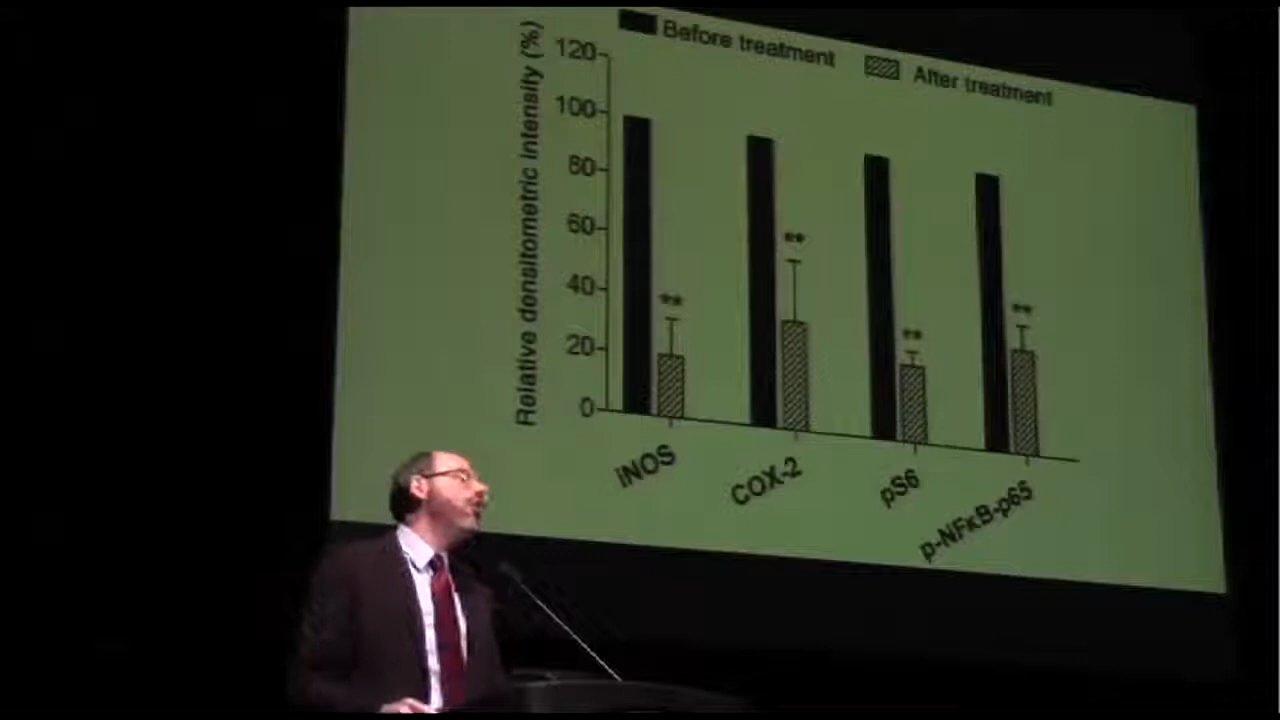 Before treatment
After treatment
Relative densitometric intensity (%)
120
100
80
60
40
20
0
**
**
**
**
iNOS
COX-2
pS6
p-NFκB-p65